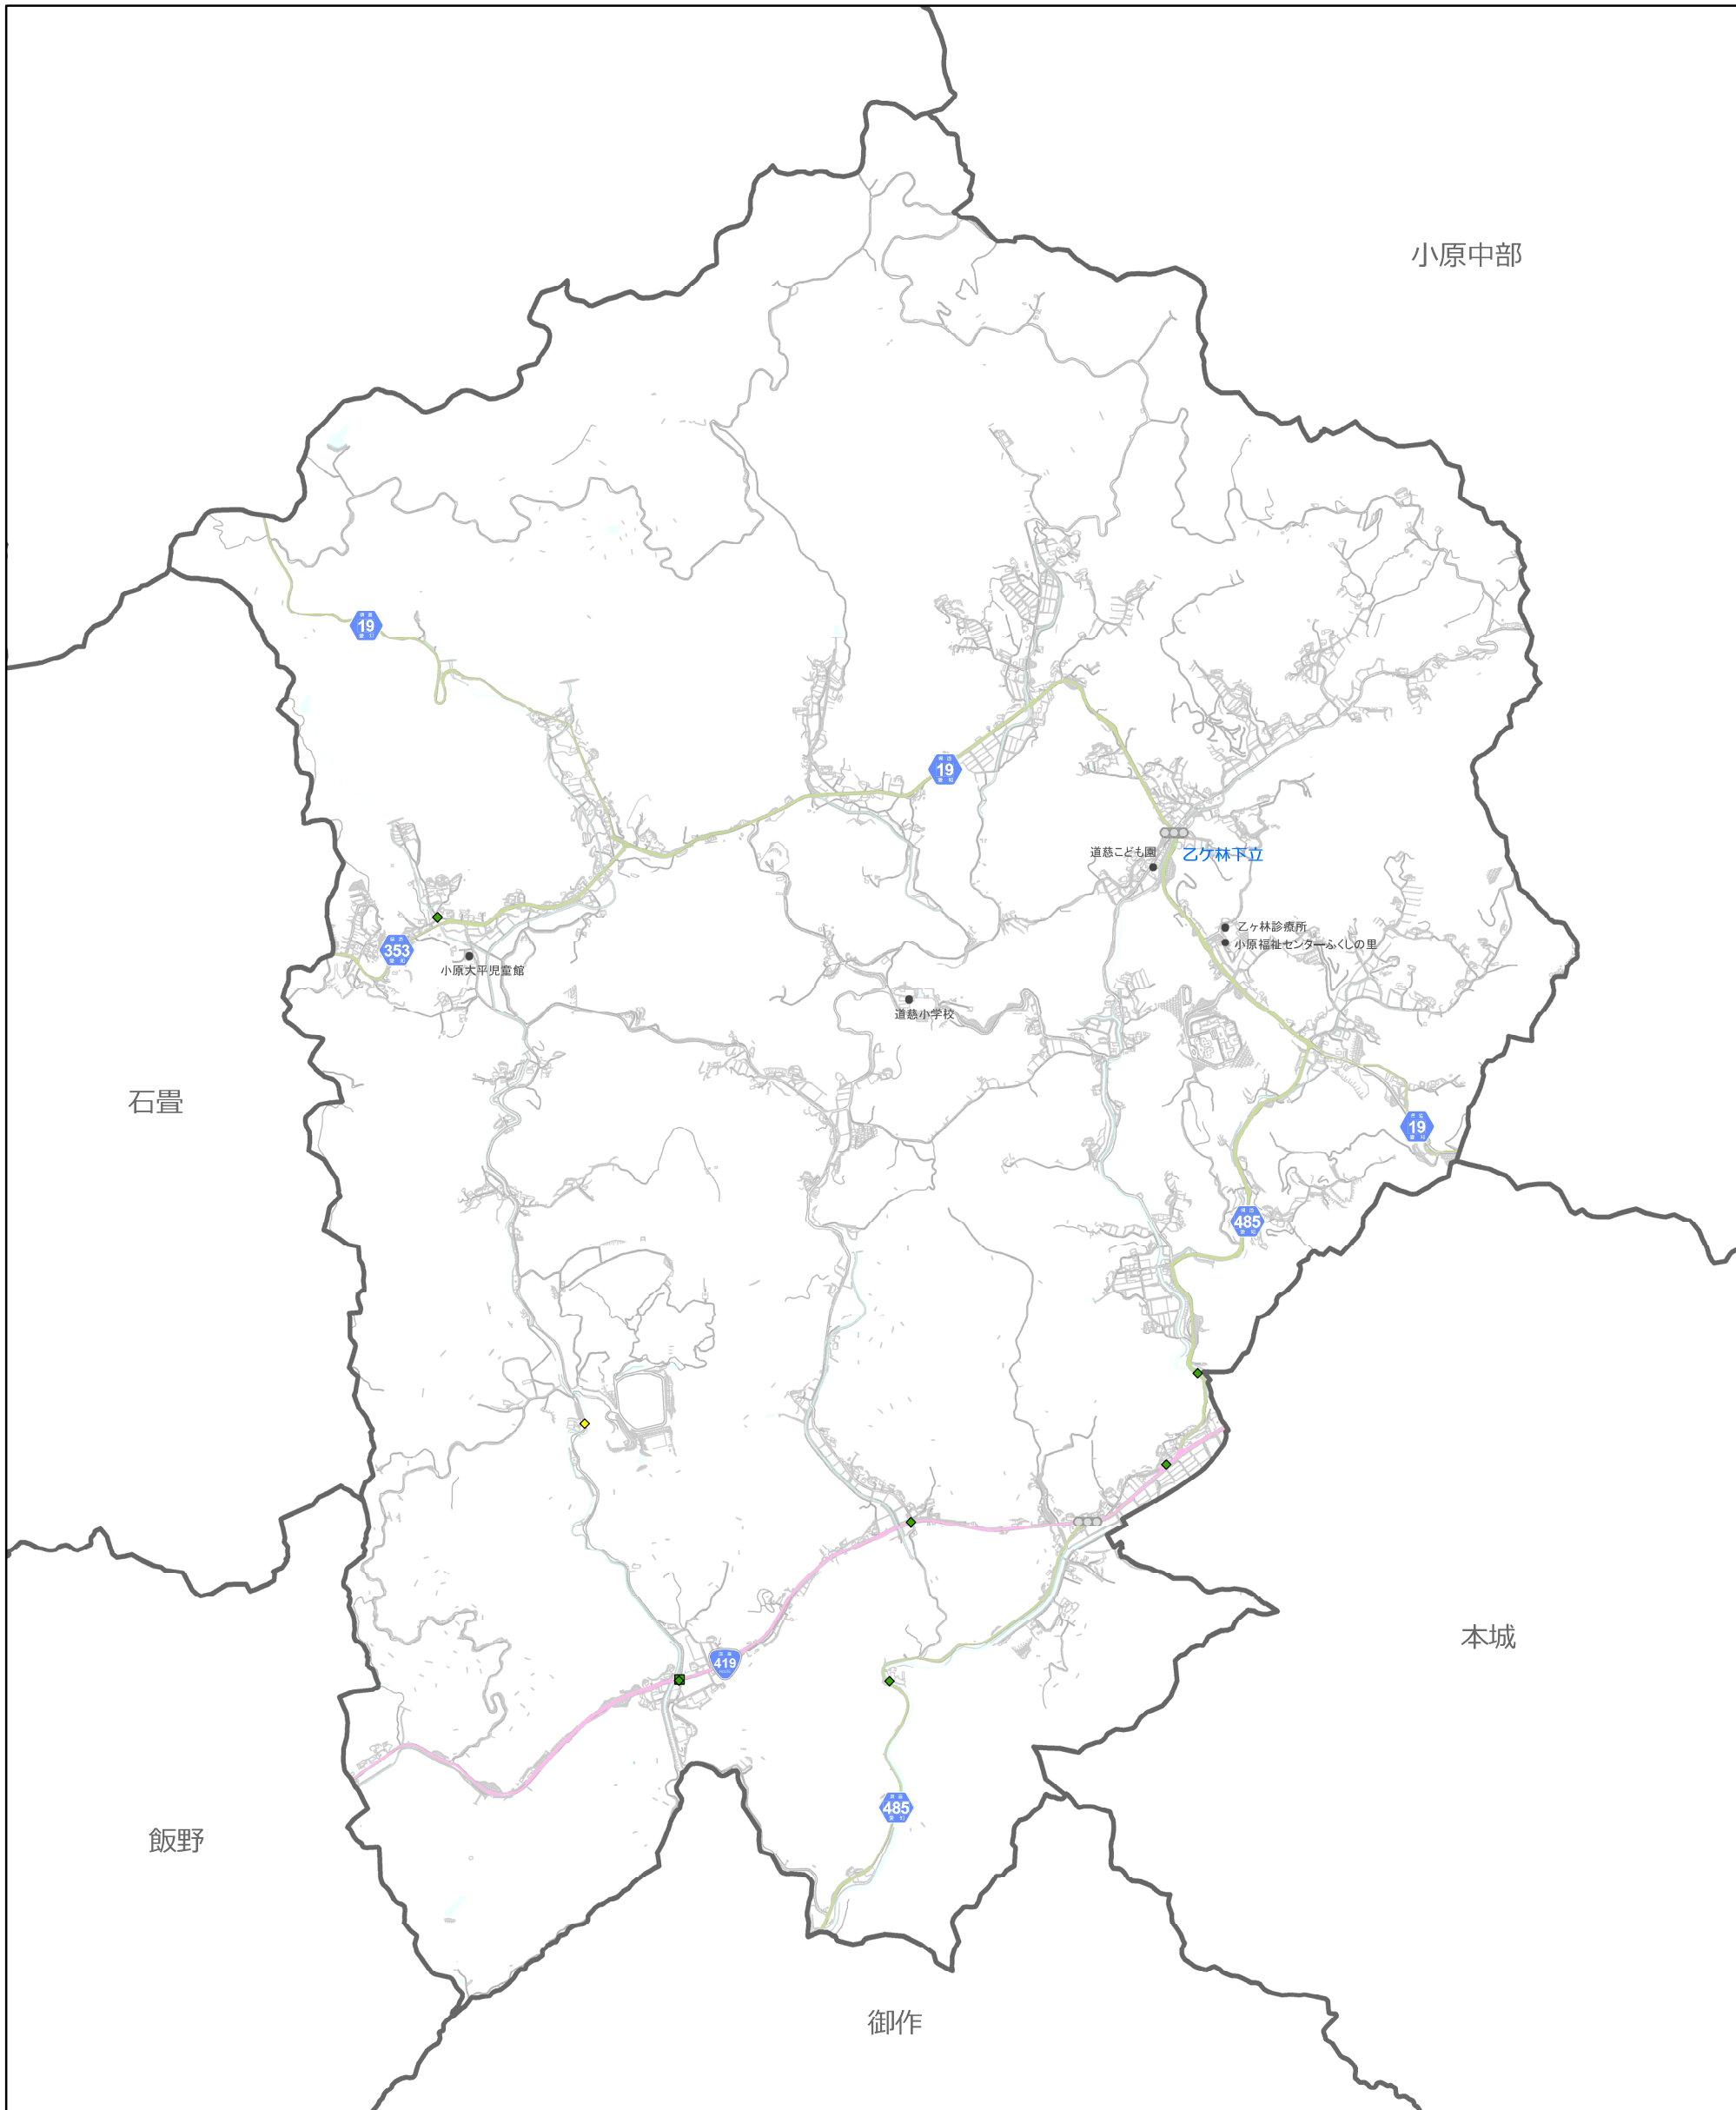 小原中部
19
19
道慈こども園
乙ケ林下立
乙ヶ林診療所
小原福祉センターふくしの里
353
小原大平児童館
道慈小学校
石畳
19
485
本城
419
485
飯野
御作